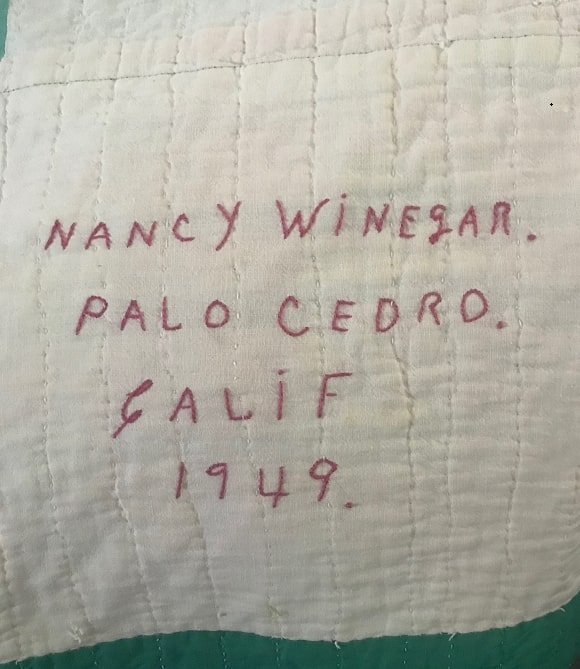 NANCY WiNEGAR.
PALO CEDRO.
CALiF
1949.